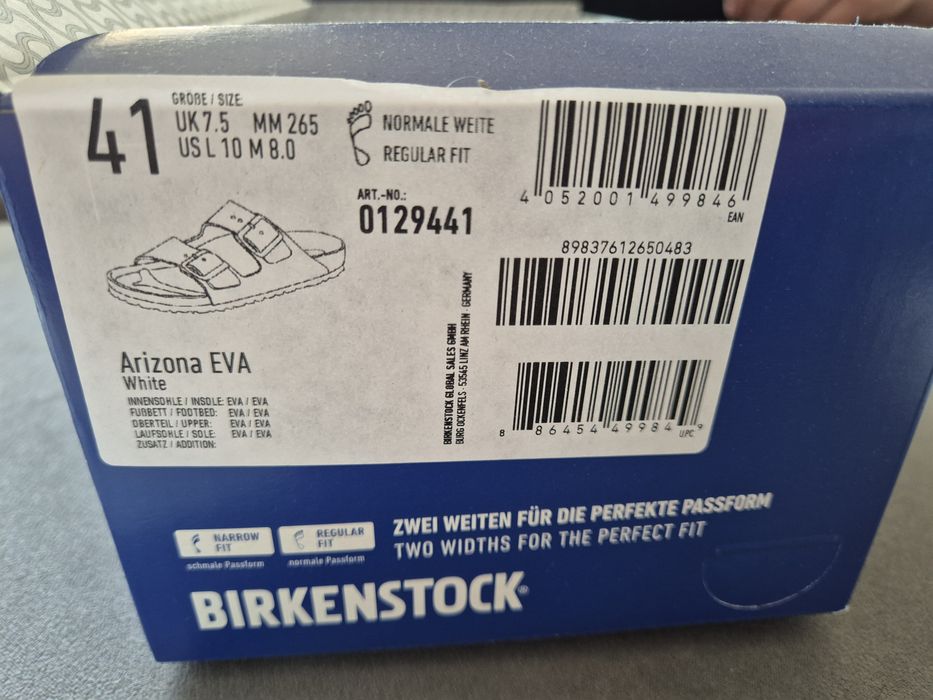 41
GRÖßE / SIZE:
UK 7.5 MM 265
US L 10 M 8.0
NORMALE WEITE
REGULAR FIT
ART.-NO.:
0129441
4 052001 499846
EAN
89837612650483
Arizona EVA
White
INNENSOHLE / INSOLE: EVA / EVA
FUßBETT / FOOTBED: EVA / EVA
OBERTEIL / UPPER: EVA / EVA
LAUFSOHLE / SOLE: EVA / EVA
ZUSATZ / ADDITION:
BIRKENSTOCK GLOBAL SALES GMBH
BURG OCKENFELS · 53545 LINZ AM RHEIN · GERMANY
8 86454 49984 9
U.P.C.
NARROW
FIT
schmale Passform
REGULAR
FIT
normale Passform
ZWEI WEITEN FÜR DIE PERFEKTE PASSFORM
TWO WIDTHS FOR THE PERFECT FIT
BIRKENSTOCK®